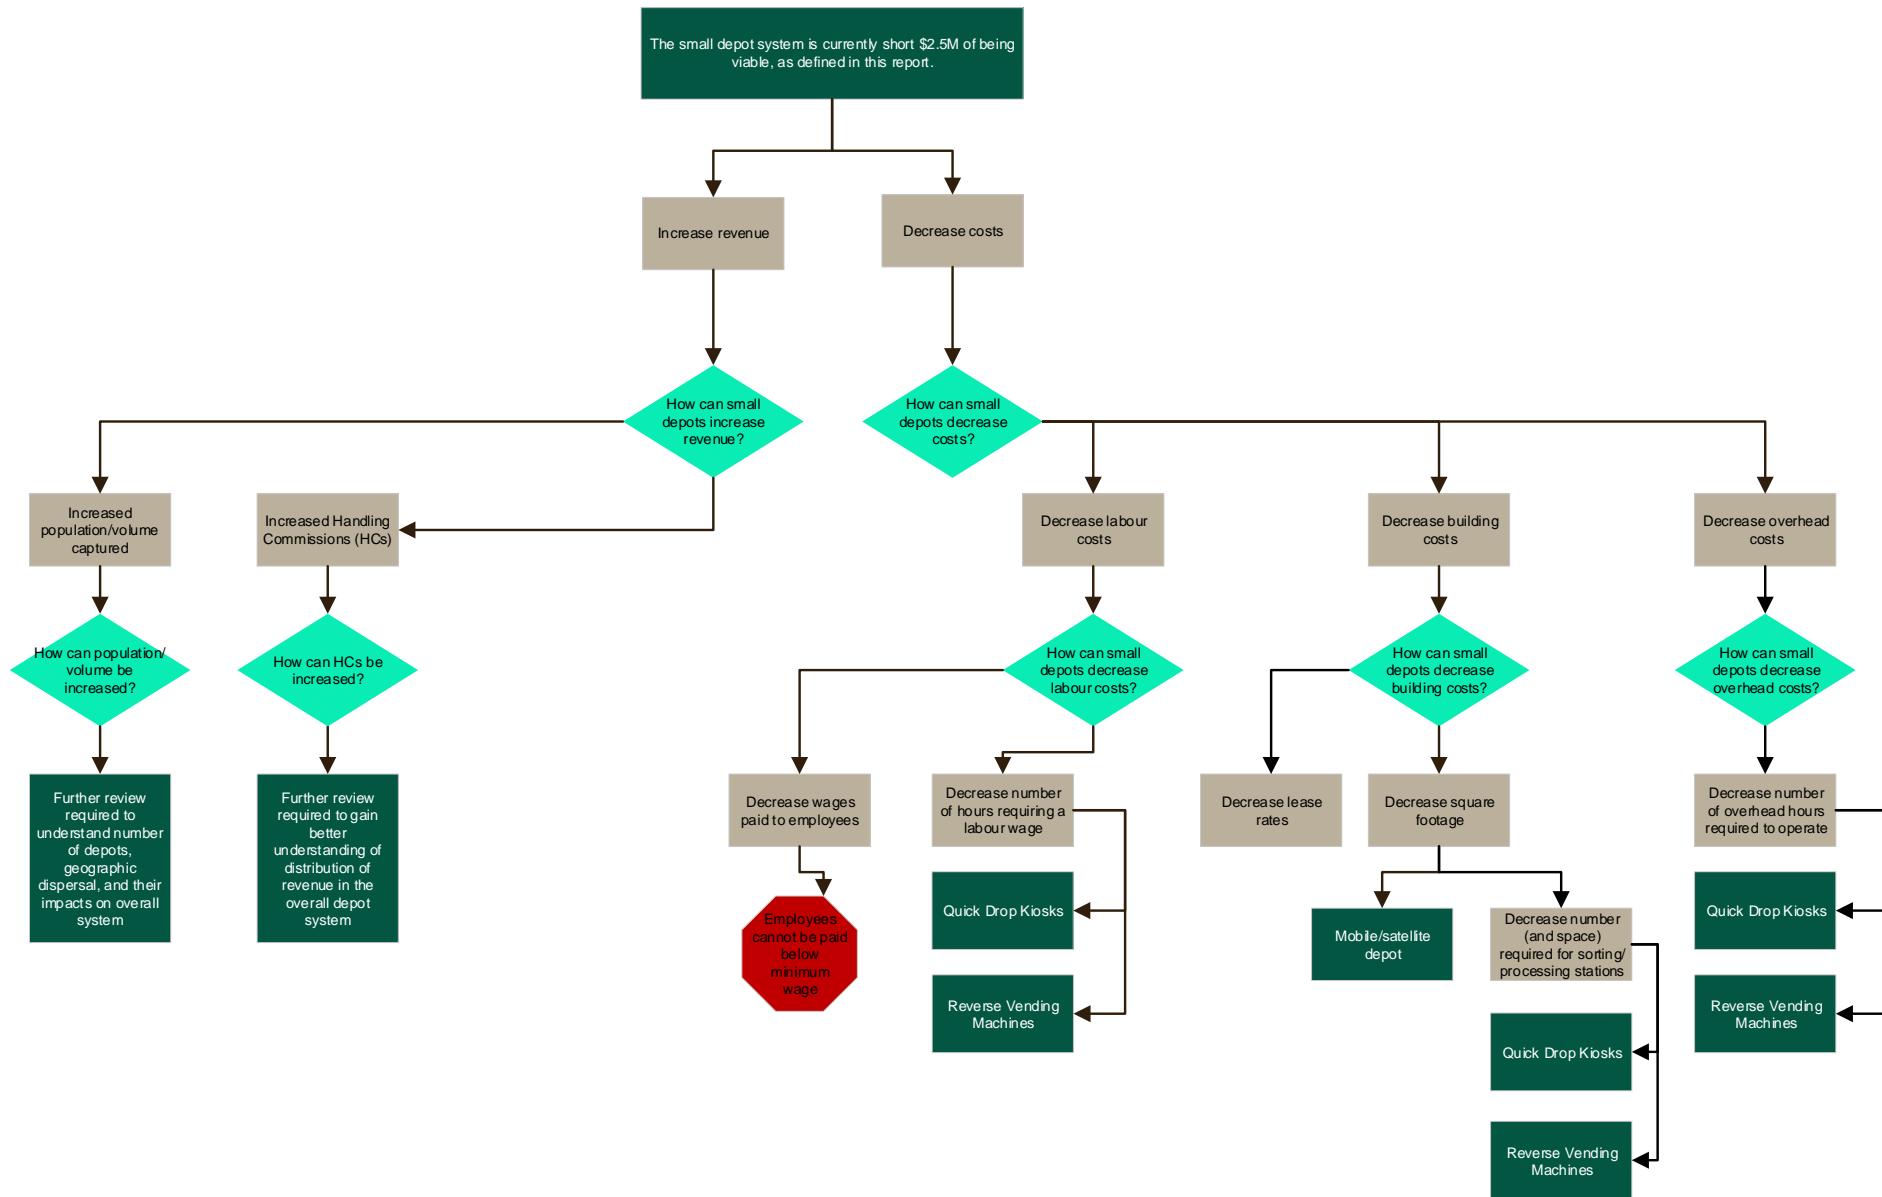 The small depot system is currently short $2.5M of being
viable, as defined in this report.
Increase revenue
Decrease costs
How can small
depots increase
revenue?
How can small
depots decrease
costs?
Increased
population/volume
captured
Increased Handling
Commissions (HCs)
Decrease labour
costs
Decrease building
costs
Decrease overhead
costs
How can population/
volume be
increased?
How can HCs be
increased?
How can small
depots decrease
labour costs?
How can small
depots decrease
building costs?
How can small
depots decrease
overhead costs?
Further review
required to
understand number
of depots,
geographic
dispersal, and their
impacts on overall
system
Further review
required to gain
better
understanding of
distribution of
revenue in the
overall depot
system
Decrease wages
paid to employees
Decrease number
of hours requiring a
labour wage
Decrease lease
rates
Decrease square
footage
Decrease number
of overhead hours
required to operate
Employees
cannot be paid
below
minimum
wage
Quick Drop Kiosks
Reverse Vending
Machines
Mobile/satellite
depot
Decrease number
(and space)
required for sorting/
processing stations
Quick Drop Kiosks
Reverse Vending
Machines
Quick Drop Kiosks
Reverse Vending
Machines